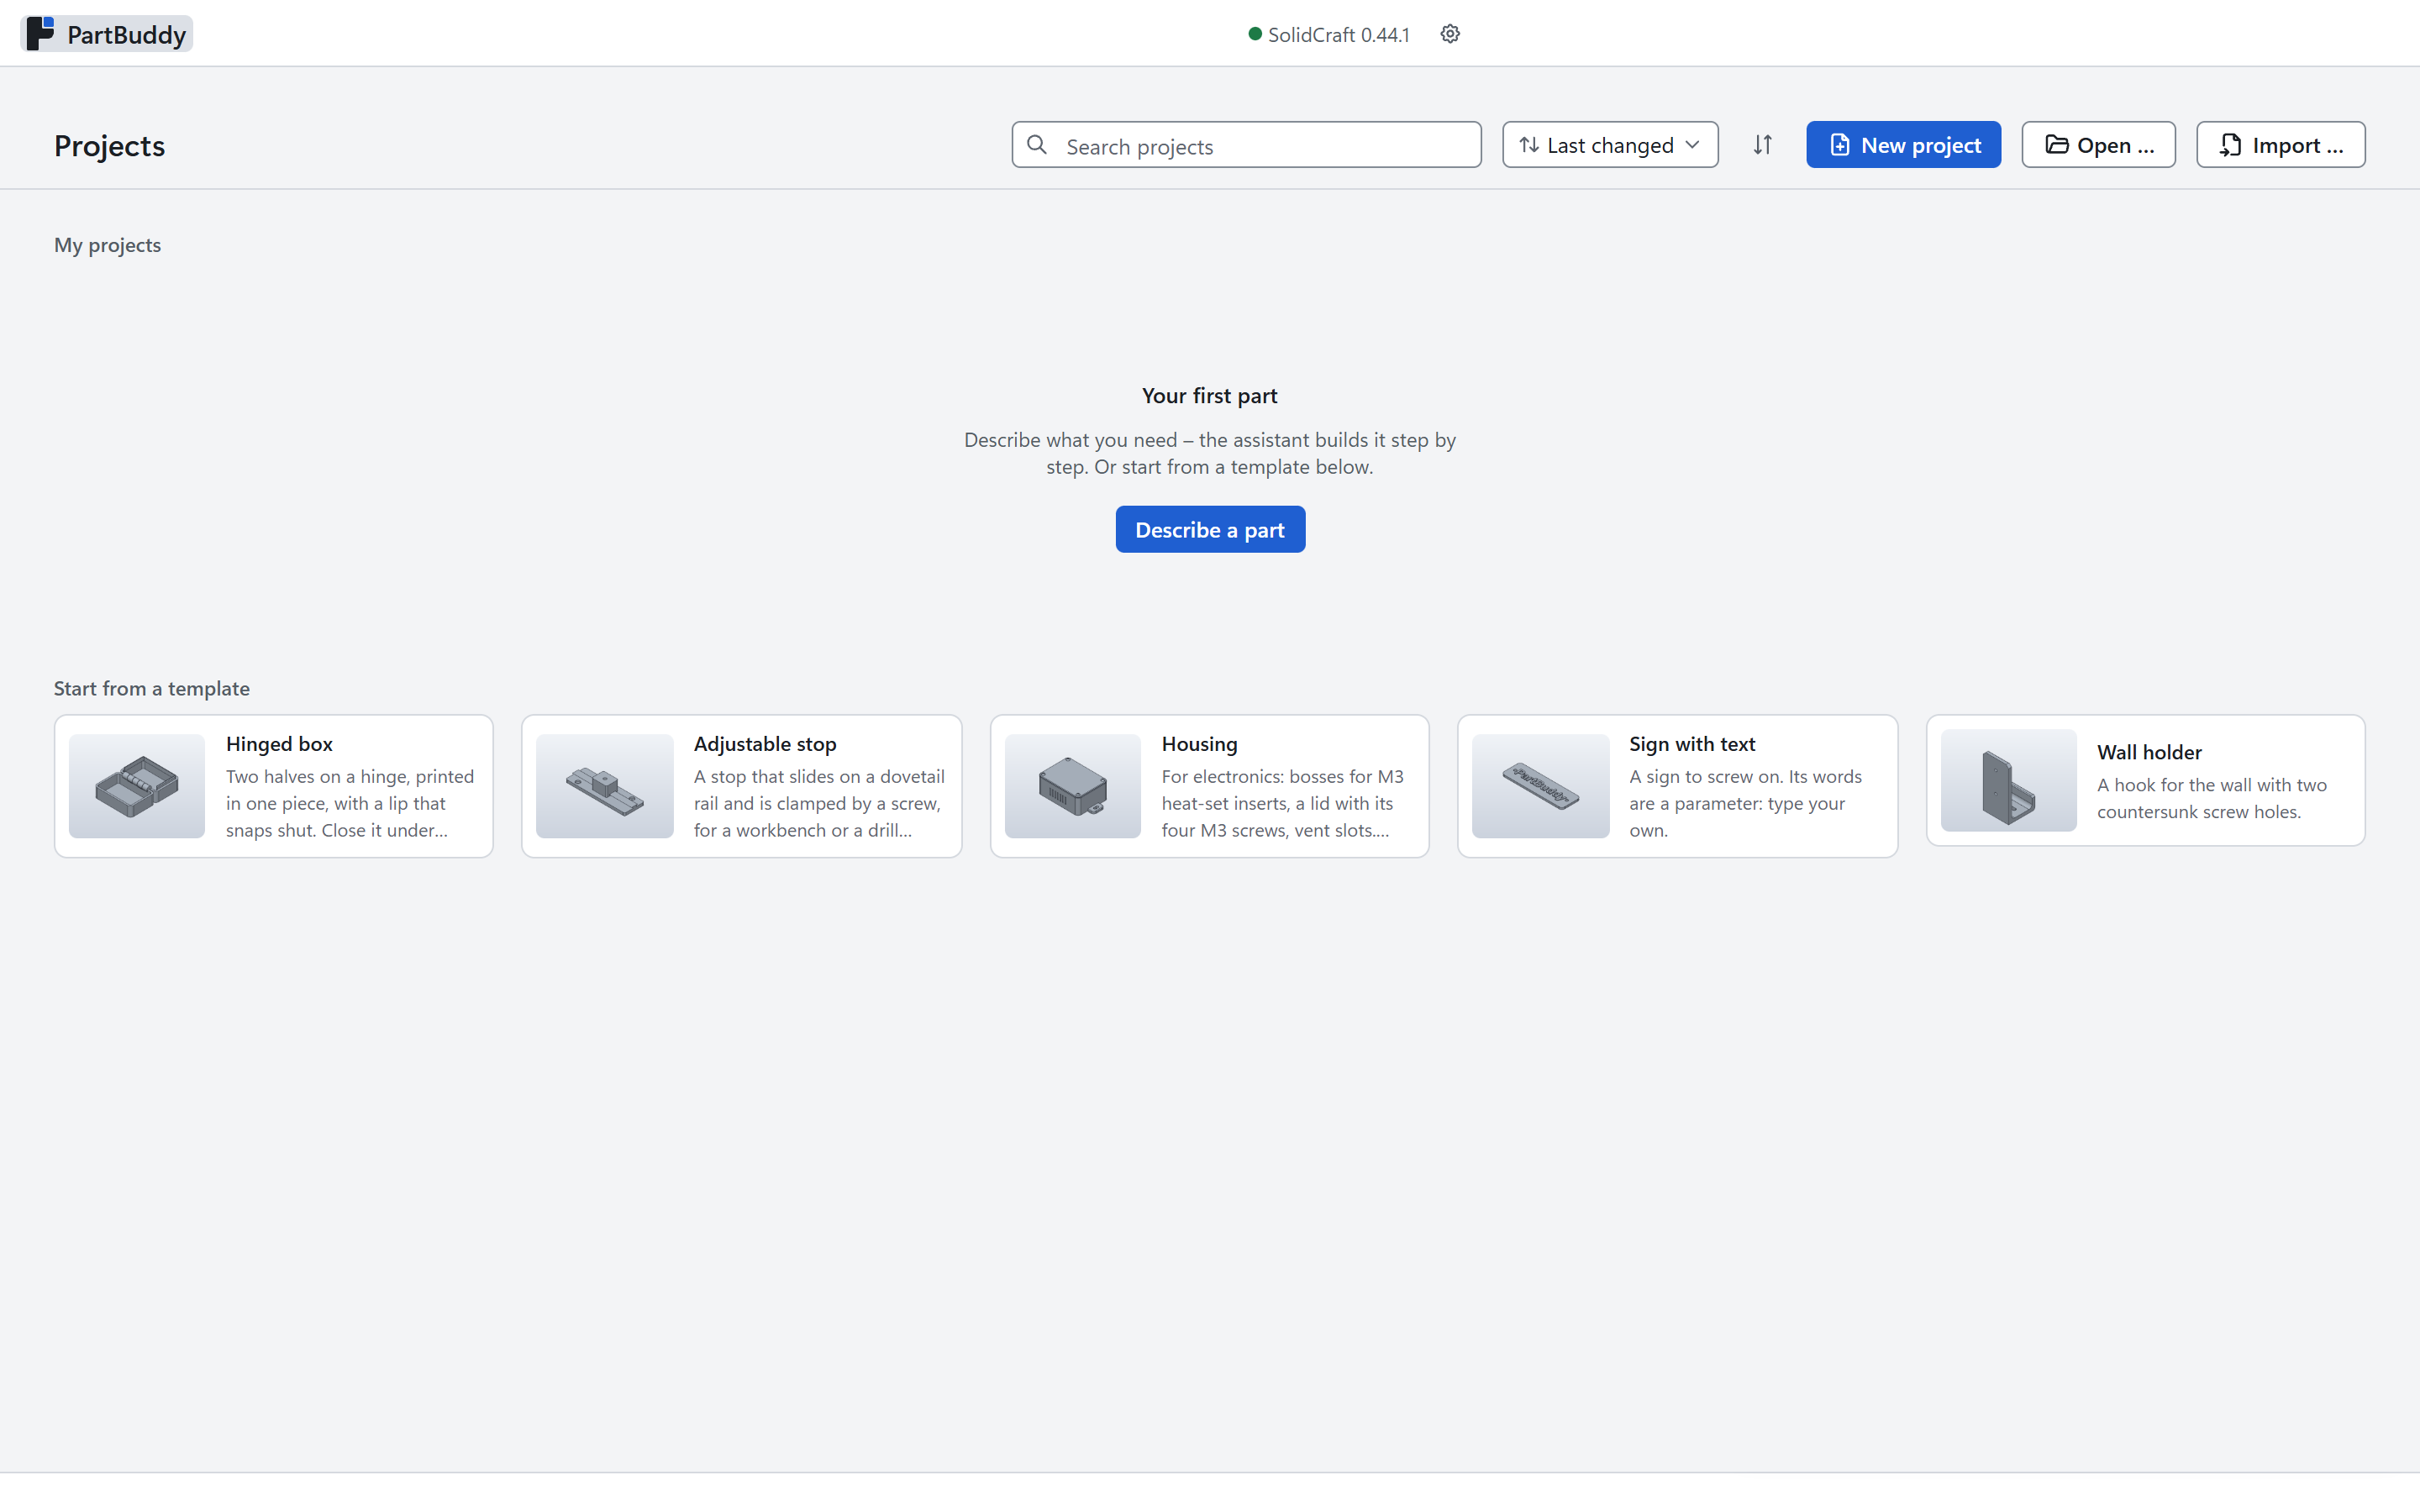 PartBuddy
SolidCraft 0.44.1
Projects
Search projects
Last changed
New project
Open ...
Import ...
My projects
Your first part
Describe what you need – the assistant builds it step by
step. Or start from a template below.
Describe a part
Start from a template
Hinged box
Two halves on a hinge, printed
in one piece, with a lip that
snaps shut. Close it under...
Adjustable stop
A stop that slides on a dovetail
rail and is clamped by a screw,
for a workbench or a drill...
Housing
For electronics: bosses for M3
heat-set inserts, a lid with its
four M3 screws, vent slots....
PartBuddy
Sign with text
A sign to screw on. Its words
are a parameter: type your
own.
Wall holder
A hook for the wall with two
countersunk screw holes.